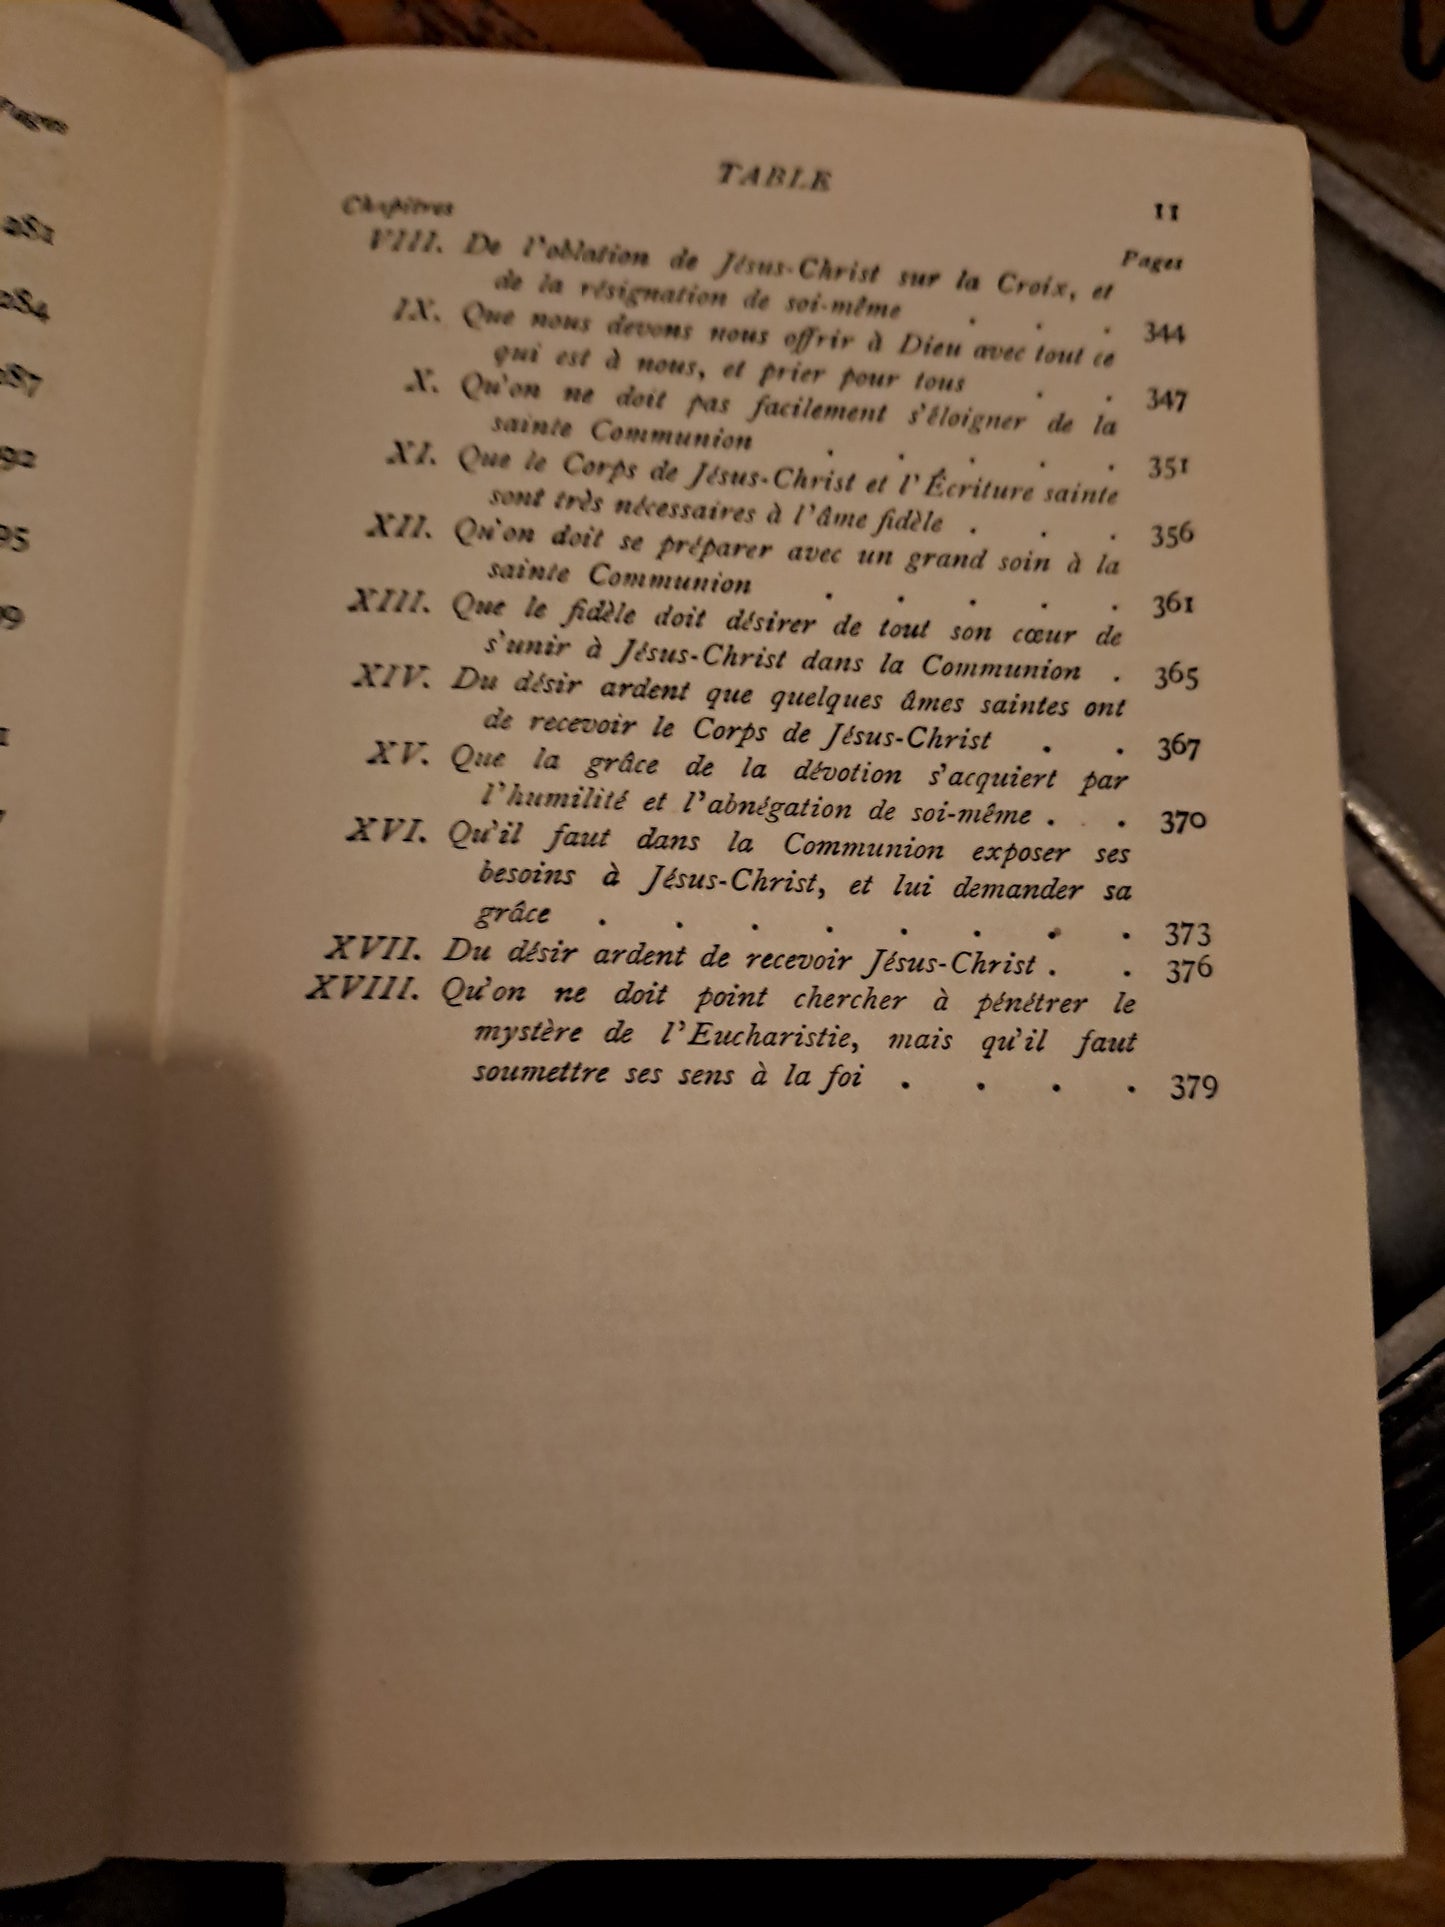 Pages
281
284
287
292
TABLE
11
Chapitres
Pages
VIII. De l'oblation de Jésus-Christ sur la Croix, et
de la résignation de soi-même . . . 344
IX. Que nous devons nous offrir à Dieu avec tout ce
qui est à nous, et prier pour tous . . 347
X. Qu'on ne doit pas facilement s'éloigner de la
sainte Communion . . . . . 351
XI. Que le Corps de Jésus-Christ et l'Écriture sainte
sont très nécessaires à l'âme fidèle . . . 356
XII. Qu'on doit se préparer avec un grand soin à la
sainte Communion . . . . . 361
XIII. Que le fidèle doit désirer de tout son cœur de
s'unir à Jésus-Christ dans la Communion . 365
XIV. Du désir ardent que quelques âmes saintes ont
de recevoir le Corps de Jésus-Christ . . 367
XV. Que la grâce de la dévotion s'acquiert par
l'humilité et l'abnégation de soi-même . . 370
XVI. Qu'il faut dans la Communion exposer ses
besoins à Jésus-Christ, et lui demander sa
grâce . . . . . . . . 373
XVII. Du désir ardent de recevoir Jésus-Christ . . 376
XVIII. Qu'on ne doit point chercher à pénétrer le
mystère de l'Eucharistie, mais qu'il faut
soumettre ses sens à la foi . . . . 379